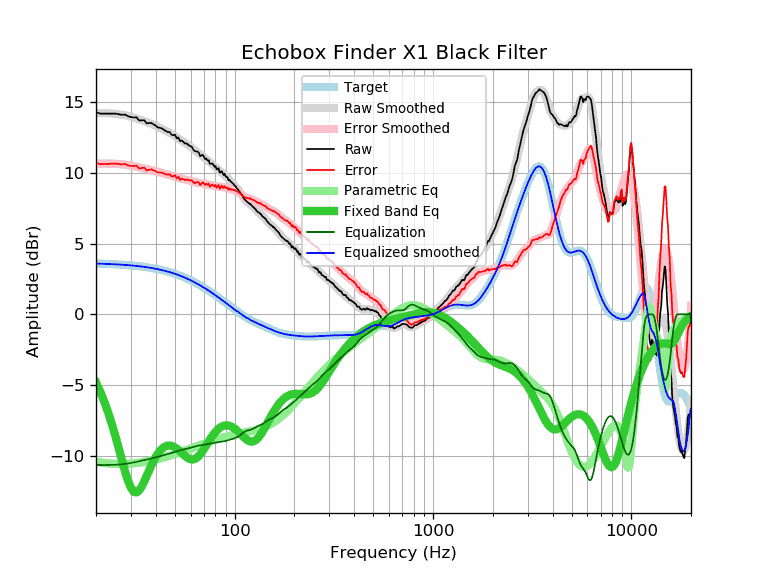 Echobox Finder X1 Black Filter
Target
Raw Smoothed
Error Smoothed
Raw
Error
Parametric Eq
Fixed Band Eq
Equalization
Equalized smoothed
Amplitude (dBr)
15
10
5
0
−5
−10
100
1000
10000
Frequency (Hz)